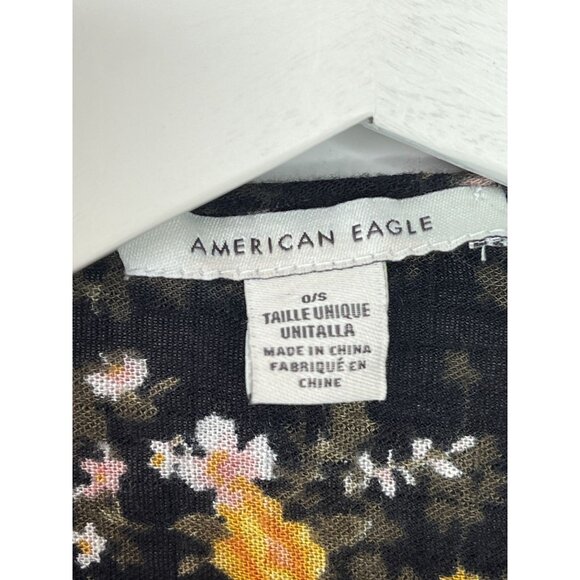 AMERICAN EAGLE
O/S
TAILLE UNIQUE
UNITALLA
MADE IN CHINA
FABRIQUÉ EN
CHINE